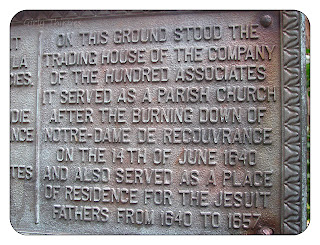 ON THIS GROUND STOOD THE
TRADING HOUSE OF THE COMPANY
OF THE HUNDRED ASSOCIATES
IT SERVED AS A PARISH CHURCH
AFTER THE BURNING DOWN OF
NOTRE-DAME DE RECOUVRANCE
ON THE 14TH OF JUNE 1640
AND ALSO SERVED AS A PLACE
OF RESIDENCE FOR THE JESUIT
FATHERS FROM 1640 TO 1657